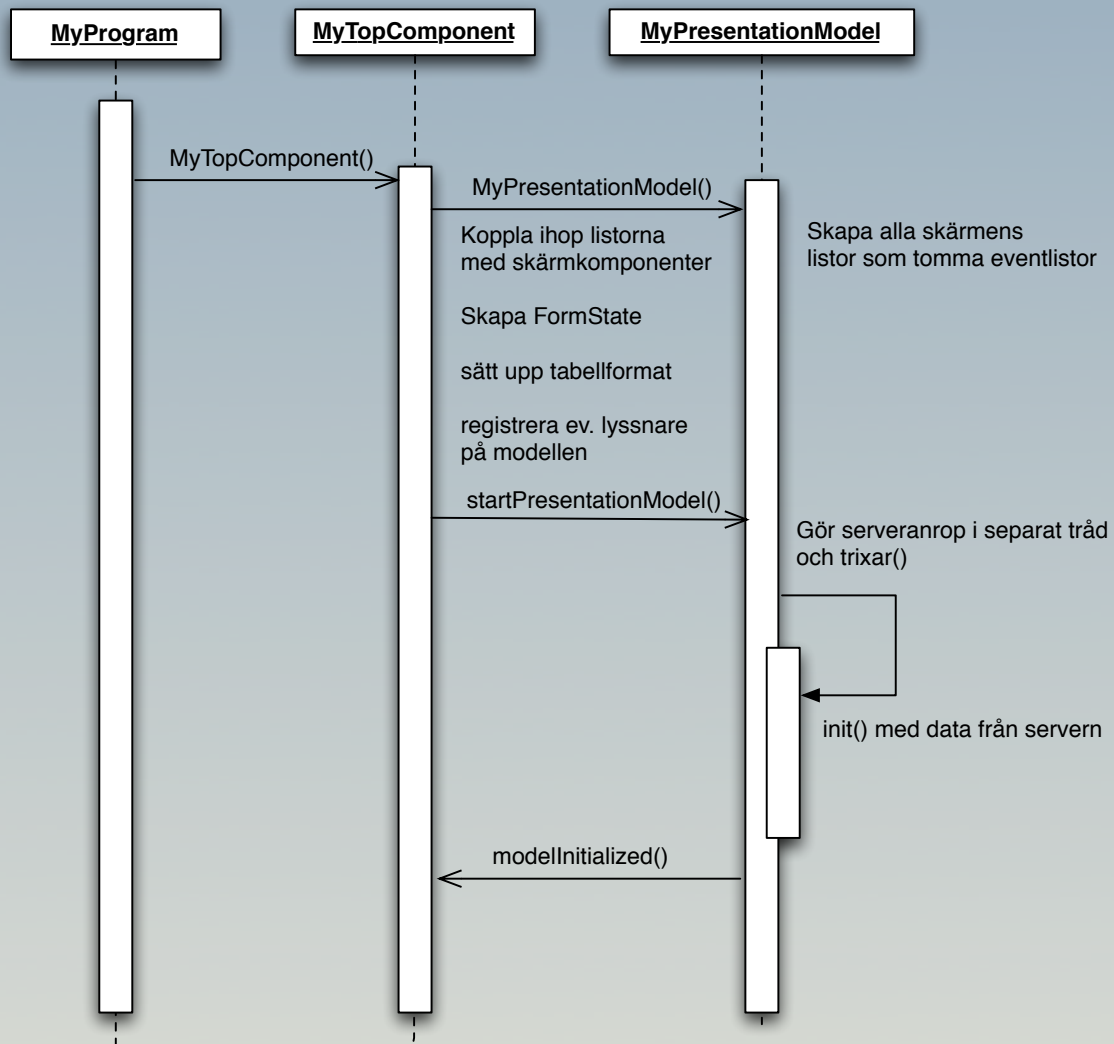 MyProgram
MyTopComponent
MyPresentationModel
MyTopComponent()
MyPresentationModel()
Koppla ihop listorna
med skärmkomponenter
Skapa alla skärmens
listor som tomma eventlistor
Skapa FormState
sätt upp tabellformat
registrera ev. lyssnare
på modellen
startPresentationModel()
Gör serveranrop i separat tråd
och trixar()
init() med data från servern
modelInitialized()